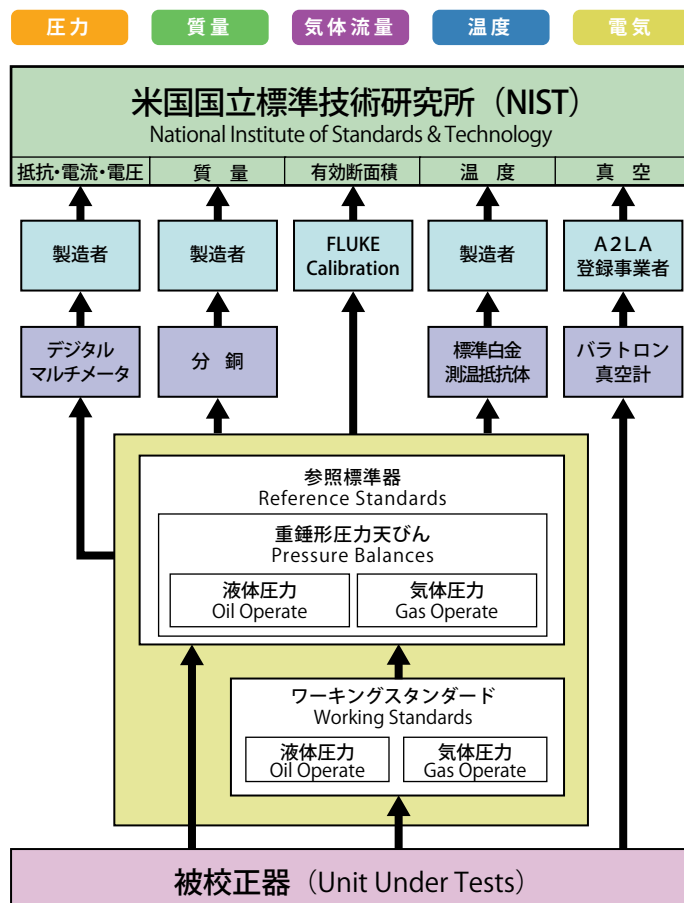 圧力
質量
気体流量
温度
電気
米国国立標準技術研究所（NIST）
National Institute of Standards & Technology
抵抗・電流・電圧
質 量
有効断面積
温 度
真 空
製造者
製造者
FLUKE
Calibration
製造者
A2LA
登録事業者
デジタル
マルチメータ
分 銅
標準白金
測温抵抗体
バラトロン
真空計
参照標準器
Reference Standards
重錘形圧力天びん
Pressure Balances
液体圧力
Oil Operate
気体圧力
Gas Operate
ワーキングスタンダード
Working Standards
液体圧力
Oil Operate
気体圧力
Gas Operate
被校正器（Unit Under Tests）